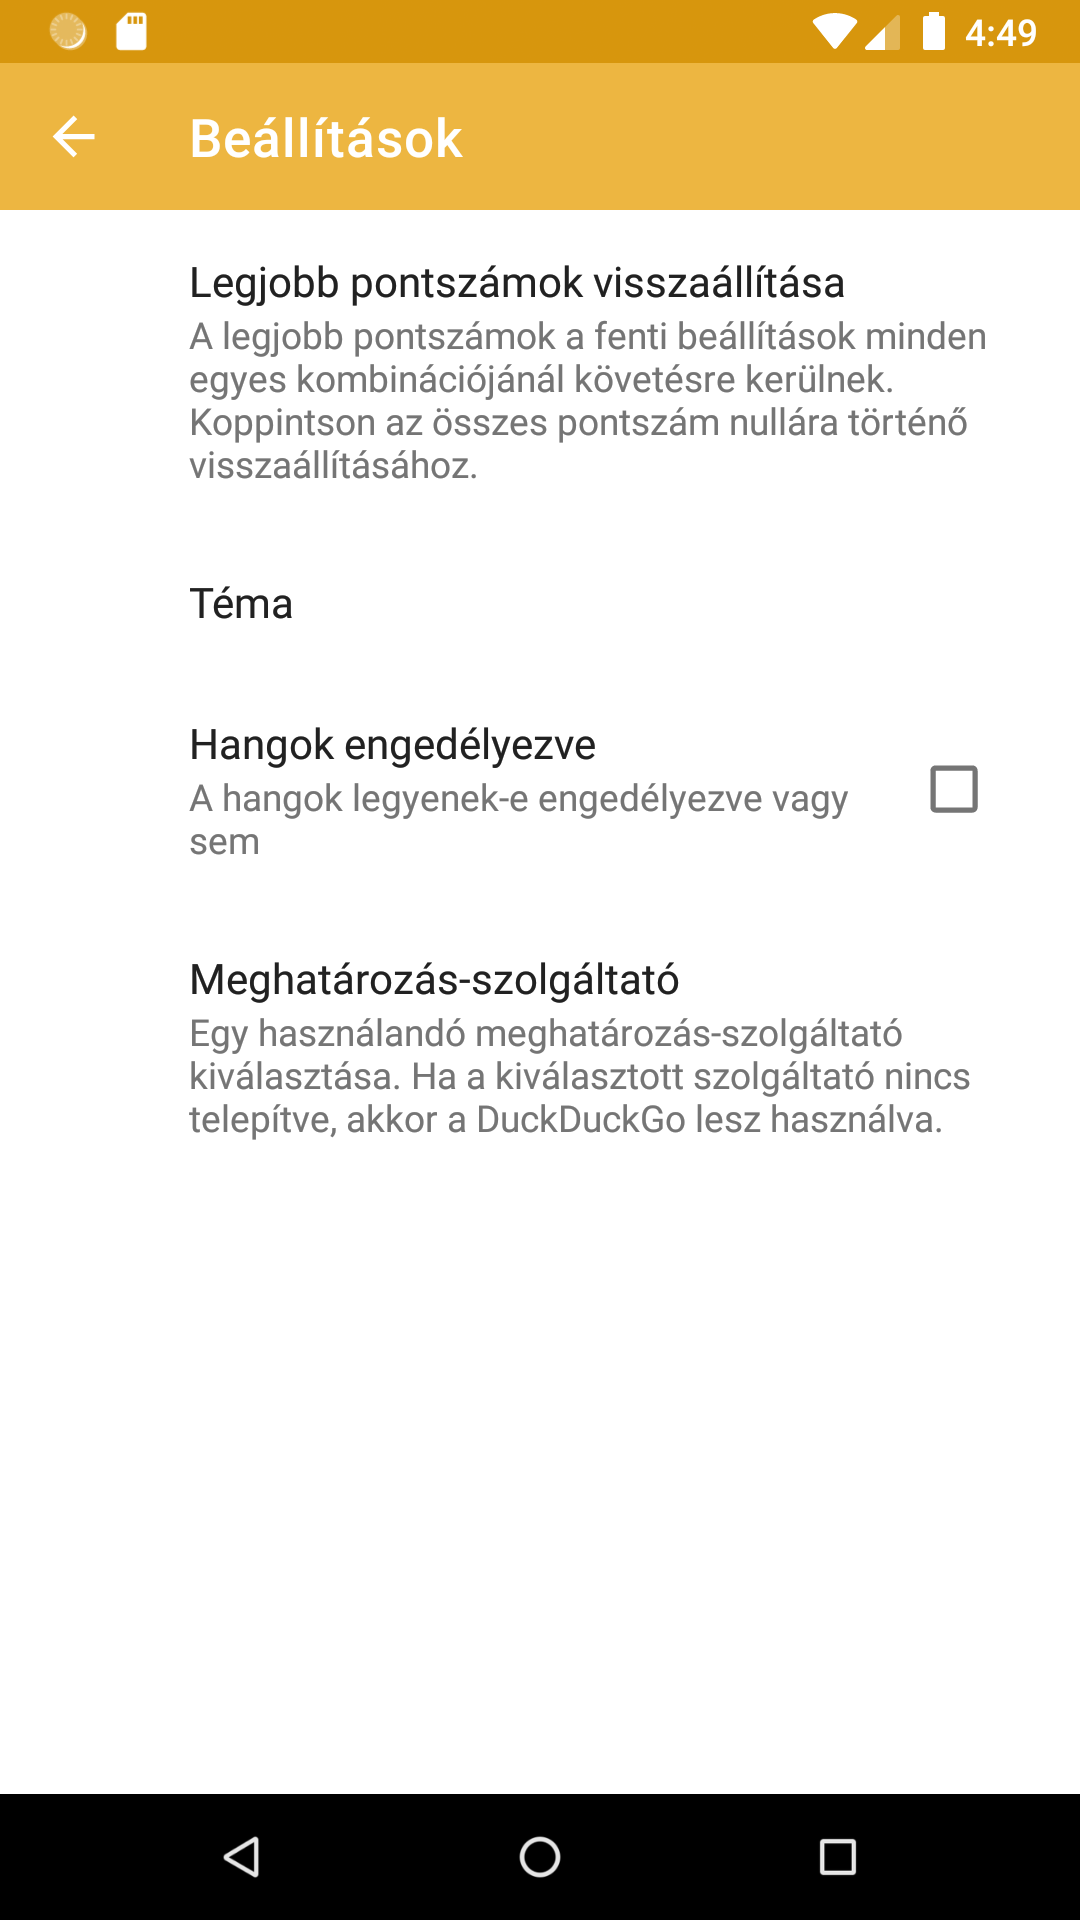 4:49
Beállítások
Legjobb pontszámok visszaállítása
A legjobb pontszámok a fenti beállítások minden
egyes kombinációjánál követésre kerülnek.
Koppintson az összes pontszám nullára történő
visszaállításához.
Téma
Hangok engedélyezve
A hangok legyenek-e engedélyezve vagy
sem
Meghatározás-szolgáltató
Egy használandó meghatározás-szolgáltató
kiválasztása. Ha a kiválasztott szolgáltató nincs
telepítve, akkor a DuckDuckGo lesz használva.